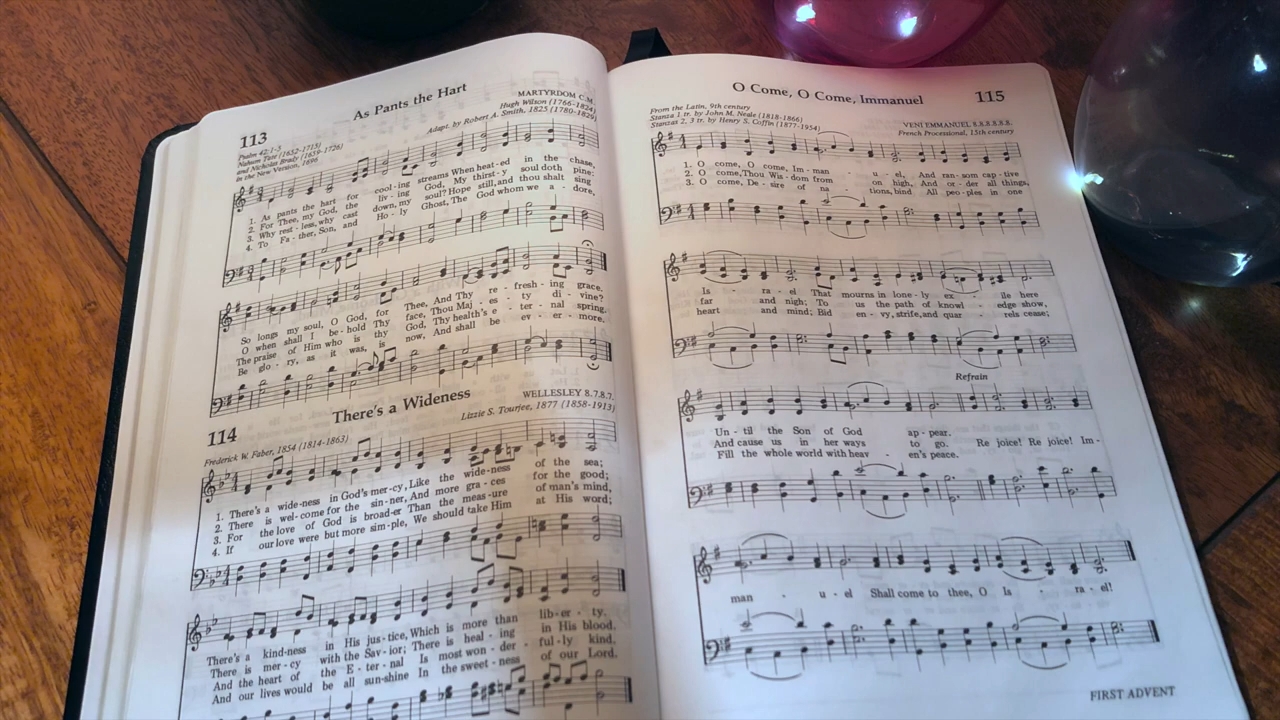 As Pants the Hart
113
MARTYRDOM C.M.
Hugh Wilson (1766-1824)
Adapt. by Robert A. Smith, 1825 (1780-1829)
Psalm 42:1-5
Nahum Tate (1652-1715)
and Nicholas Brady (1659-1726)
in the New Version, 1696
1. As pants the hart for cool-ing streams When heat-ed in the chase,
2. For Thee, my God, the liv-ing God, My thirst-y soul doth pine;
3. Why rest-less, why cast down, my soul? Hope still, and thou shalt sing
4. To Fa-ther, Son, and Ho-ly Ghost, The God whom we a-dore,
So longs my soul, O God, for Thee, And Thy re-fresh-ing grace.
O when shall I be-hold Thy face, Thou Maj-es-ty di-vine?
The praise of Him who is thy God, Thy health's e-ter-nal spring.
Be glo-ry, as it was, is now, And shall be ev-er-more.
There's a Wideness
WELLESLEY 8.7.8.7.
114
Lizzie S. Tourjee, 1877 (1858-1913)
Frederick W. Faber, 1854 (1814-1863)
1. There's a wide-ness in God's mer-cy, Like the wide-ness of the sea;
2. There is wel-come for the sin-ner, And more gra-ces for the good;
3. For the love of God is broad-er Than the meas-ure of man's mind,
4. If our love were but more sim-ple, We should take Him at His word;
There's a kind-ness in His jus-tice, Which is more than lib-er-ty.
There is mer-cy with the Sav-ior; There is heal-ing in His blood.
And the heart of the E-ter-nal Is most won-der-ful-ly kind.
And our lives would be all sun-shine In the sweet-ness of our Lord.
O Come, O Come, Immanuel
115
From the Latin, 9th century
Stanza 1 tr. by John M. Neale (1818-1866)
Stanzas 2, 3 tr. by Henry S. Coffin (1877-1954)
VENI EMMANUEL 8.8.8.8.8.8.
French Processional, 15th century
1. O come, O come, Im-man-u-el, And ran-som cap-tive
2. O come, Thou Wis-dom from on high, And or-der all things,
3. O come, De-sire of na-tions, bind All peo-ples in one
Is-ra-el That mourns in lone-ly ex-ile here
far and nigh; To us the path of knowl-edge show,
heart and mind; Bid en-vy, strife, and quar-rels cease;
Refrain
Un-til the Son of God ap-pear.
And cause us in her ways to go. Re joice! Re joice! Im-
Fill the whole world with heav-en's peace.
man-u-el Shall come to thee, O Is-ra-el!
FIRST ADVENT